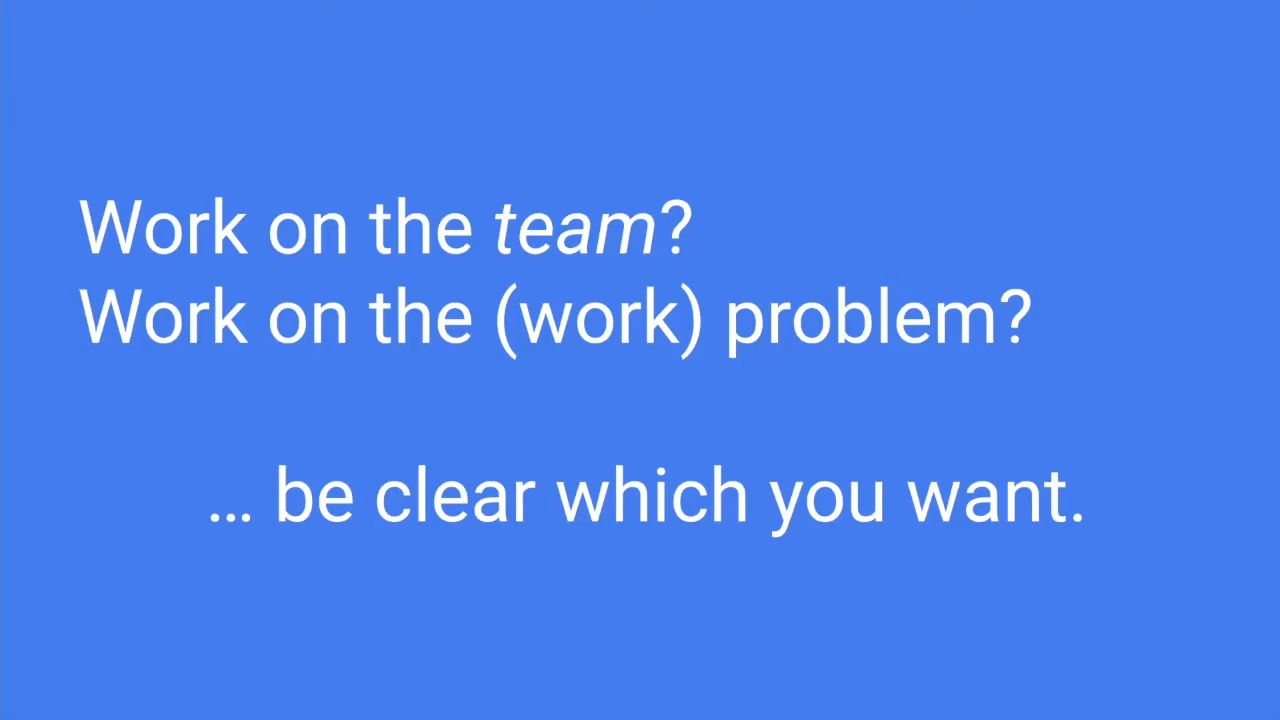 Work on the team?
Work on the (work) problem?
… be clear which you want.